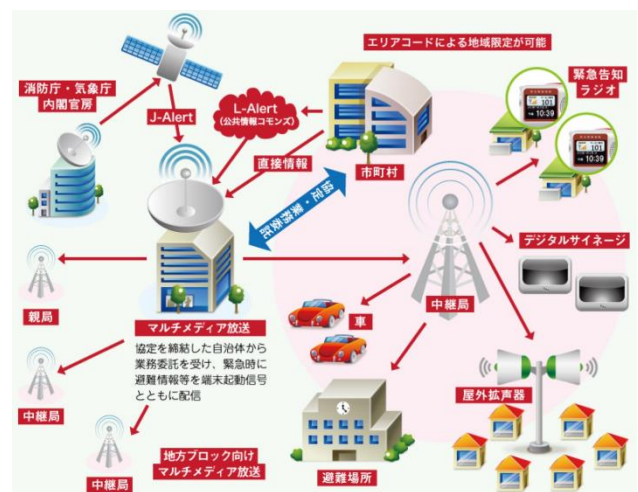 エリアコードによる地域限定が可能
消防庁・気象庁
内閣官房
J-Alert
L-Alert
(公共情報コモンズ)
直接情報
市町村
緊急告知
ラジオ
101
10:39
101
10:39
協定・業務委託
デジタルサイネージ
中継局
車
親局
マルチメディア放送
協定を締結した自治体から
業務委託を受け、緊急時に
避難情報等を端末起動信号
とともに配信
中継局
屋外拡声器
地方ブロック向け
マルチメディア放送
中継局
避難場所